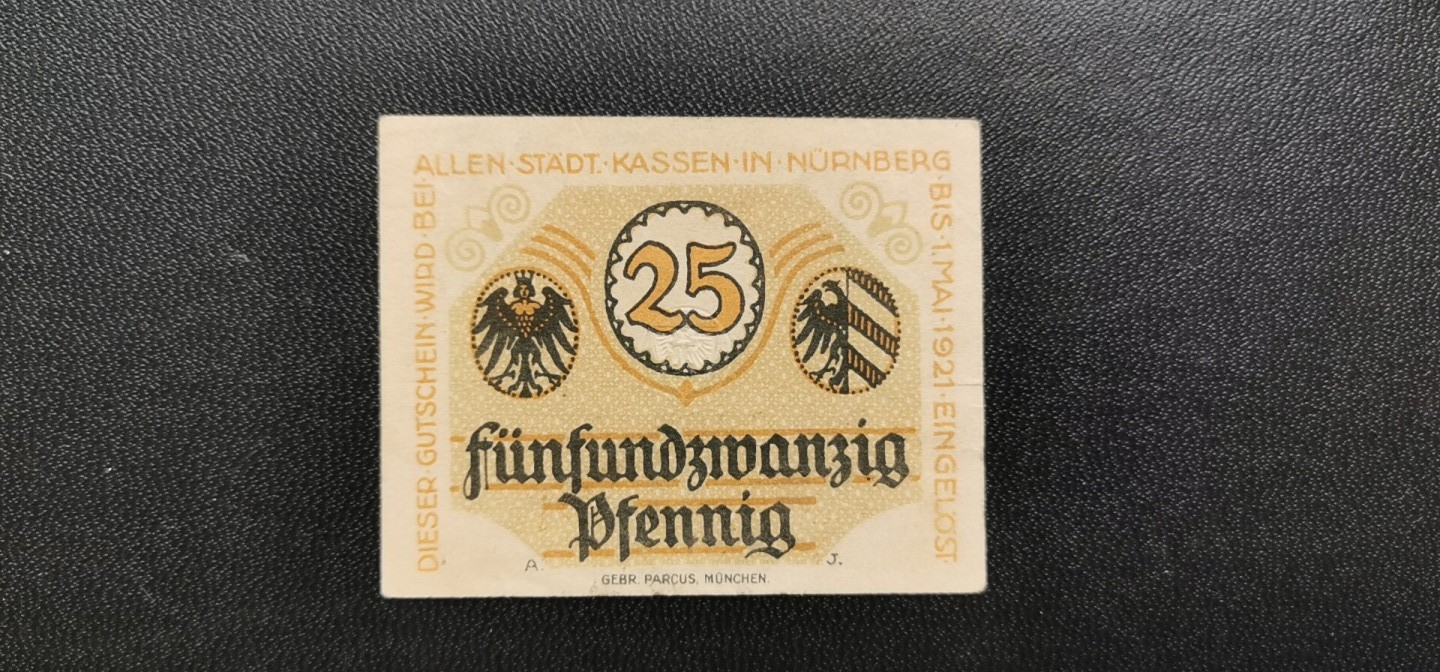 DIESER·GUTSCHEIN·WIRD·BEI·
ALLEN·STÄDT.·KASSEN·IN·NÜRNBERG
·BIS·1.MAI·1921·EINGELÖST·
25
Fünfundzwanzig
Pfennig
A. J.
GEBR. PARCUS, MÜNCHEN.